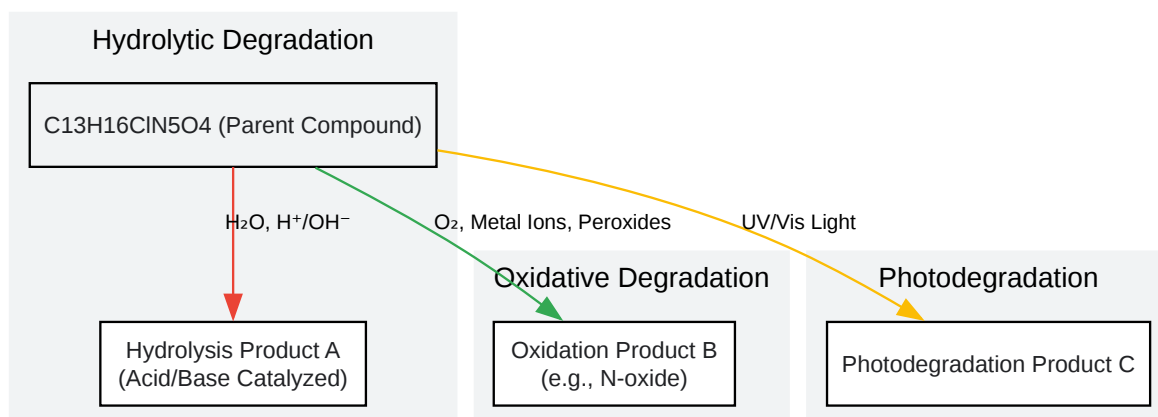 Hydrolytic Degradation
C13H16ClN5O4 (Parent Compound)
H₂O, H⁺/OH⁻
O₂, Metal Ions, Peroxides
UV/Vis Light
Oxidative Degradation
Photodegradation
Hydrolysis Product A
(Acid/Base Catalyzed)
Oxidation Product B
(e.g., N-oxide)
Photodegradation Product C